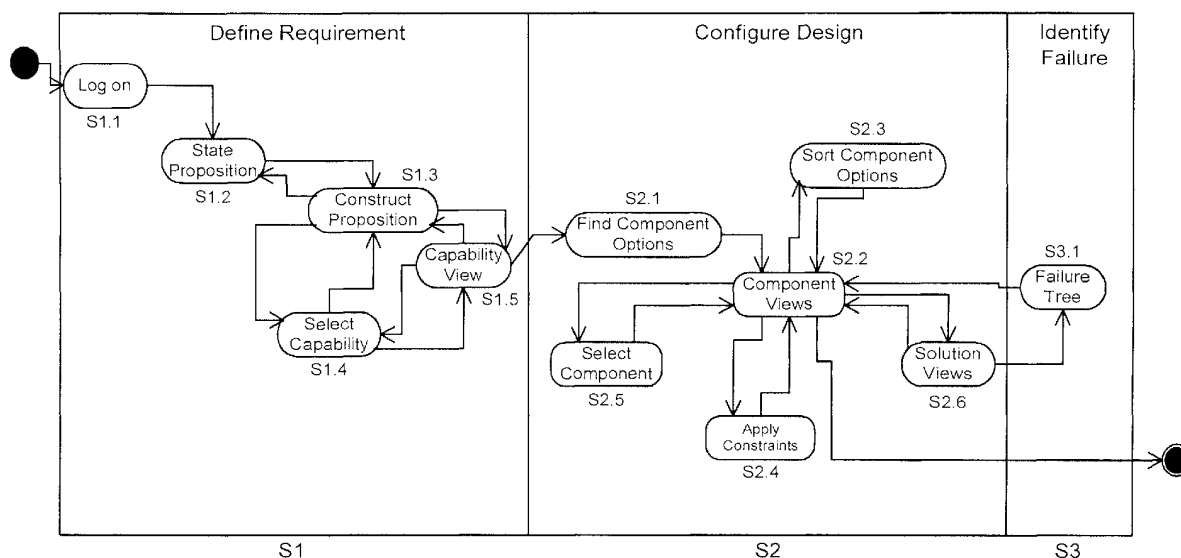 Define Requirement
Configure Design
Identify
Failure
Log on
S1.1
State
Proposition
S1.2
S1.3
Construct
Proposition
Capability
View
S1.5
Select
Capability
S1.4
S2.1
Find Component
Options
S2.3
Sort Component
Options
S2.2
Component
Views
Select
Component
S2.5
Apply
Constraints
S2.4
Solution
Views
S2.6
S3.1
Failure
Tree
S1
S2
S3